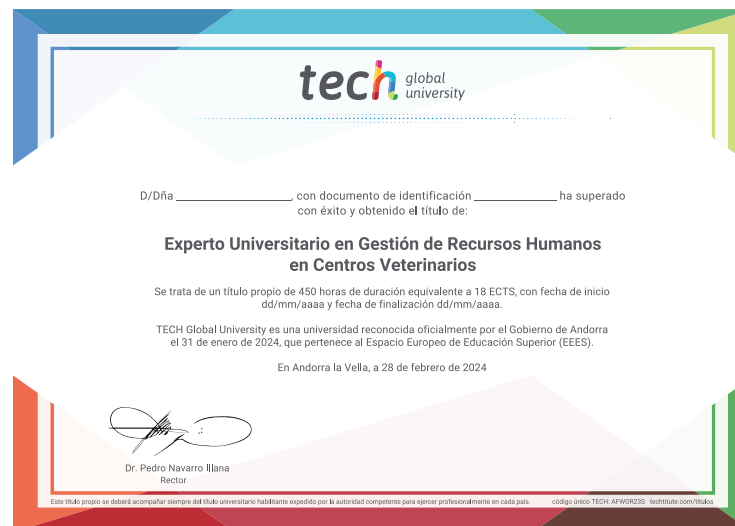 tech global university
D/Dña ________________, con documento de identificación ____________ ha superado
con éxito y obtenido el título de:
Experto Universitario en Gestión de Recursos Humanos
en Centros Veterinarios
Se trata de un título propio de 450 horas de duración equivalente a 18 ECTS, con fecha de inicio
dd/mm/aaaa y fecha de finalización dd/mm/aaaa.
TECH Global University es una universidad reconocida oficialmente por el Gobierno de Andorra
el 31 de enero de 2024, que pertenece al Espacio Europeo de Educación Superior (EEES).
En Andorra la Vella, a 28 de febrero de 2024
Dr. Pedro Navarro Illana
Rector
Este título propio se deberá acompañar siempre del título universitario habilitante expedido por la autoridad competente para ejercer profesionalmente en cada país. código único TECH: AFWOR23S techtitute.com/titulos